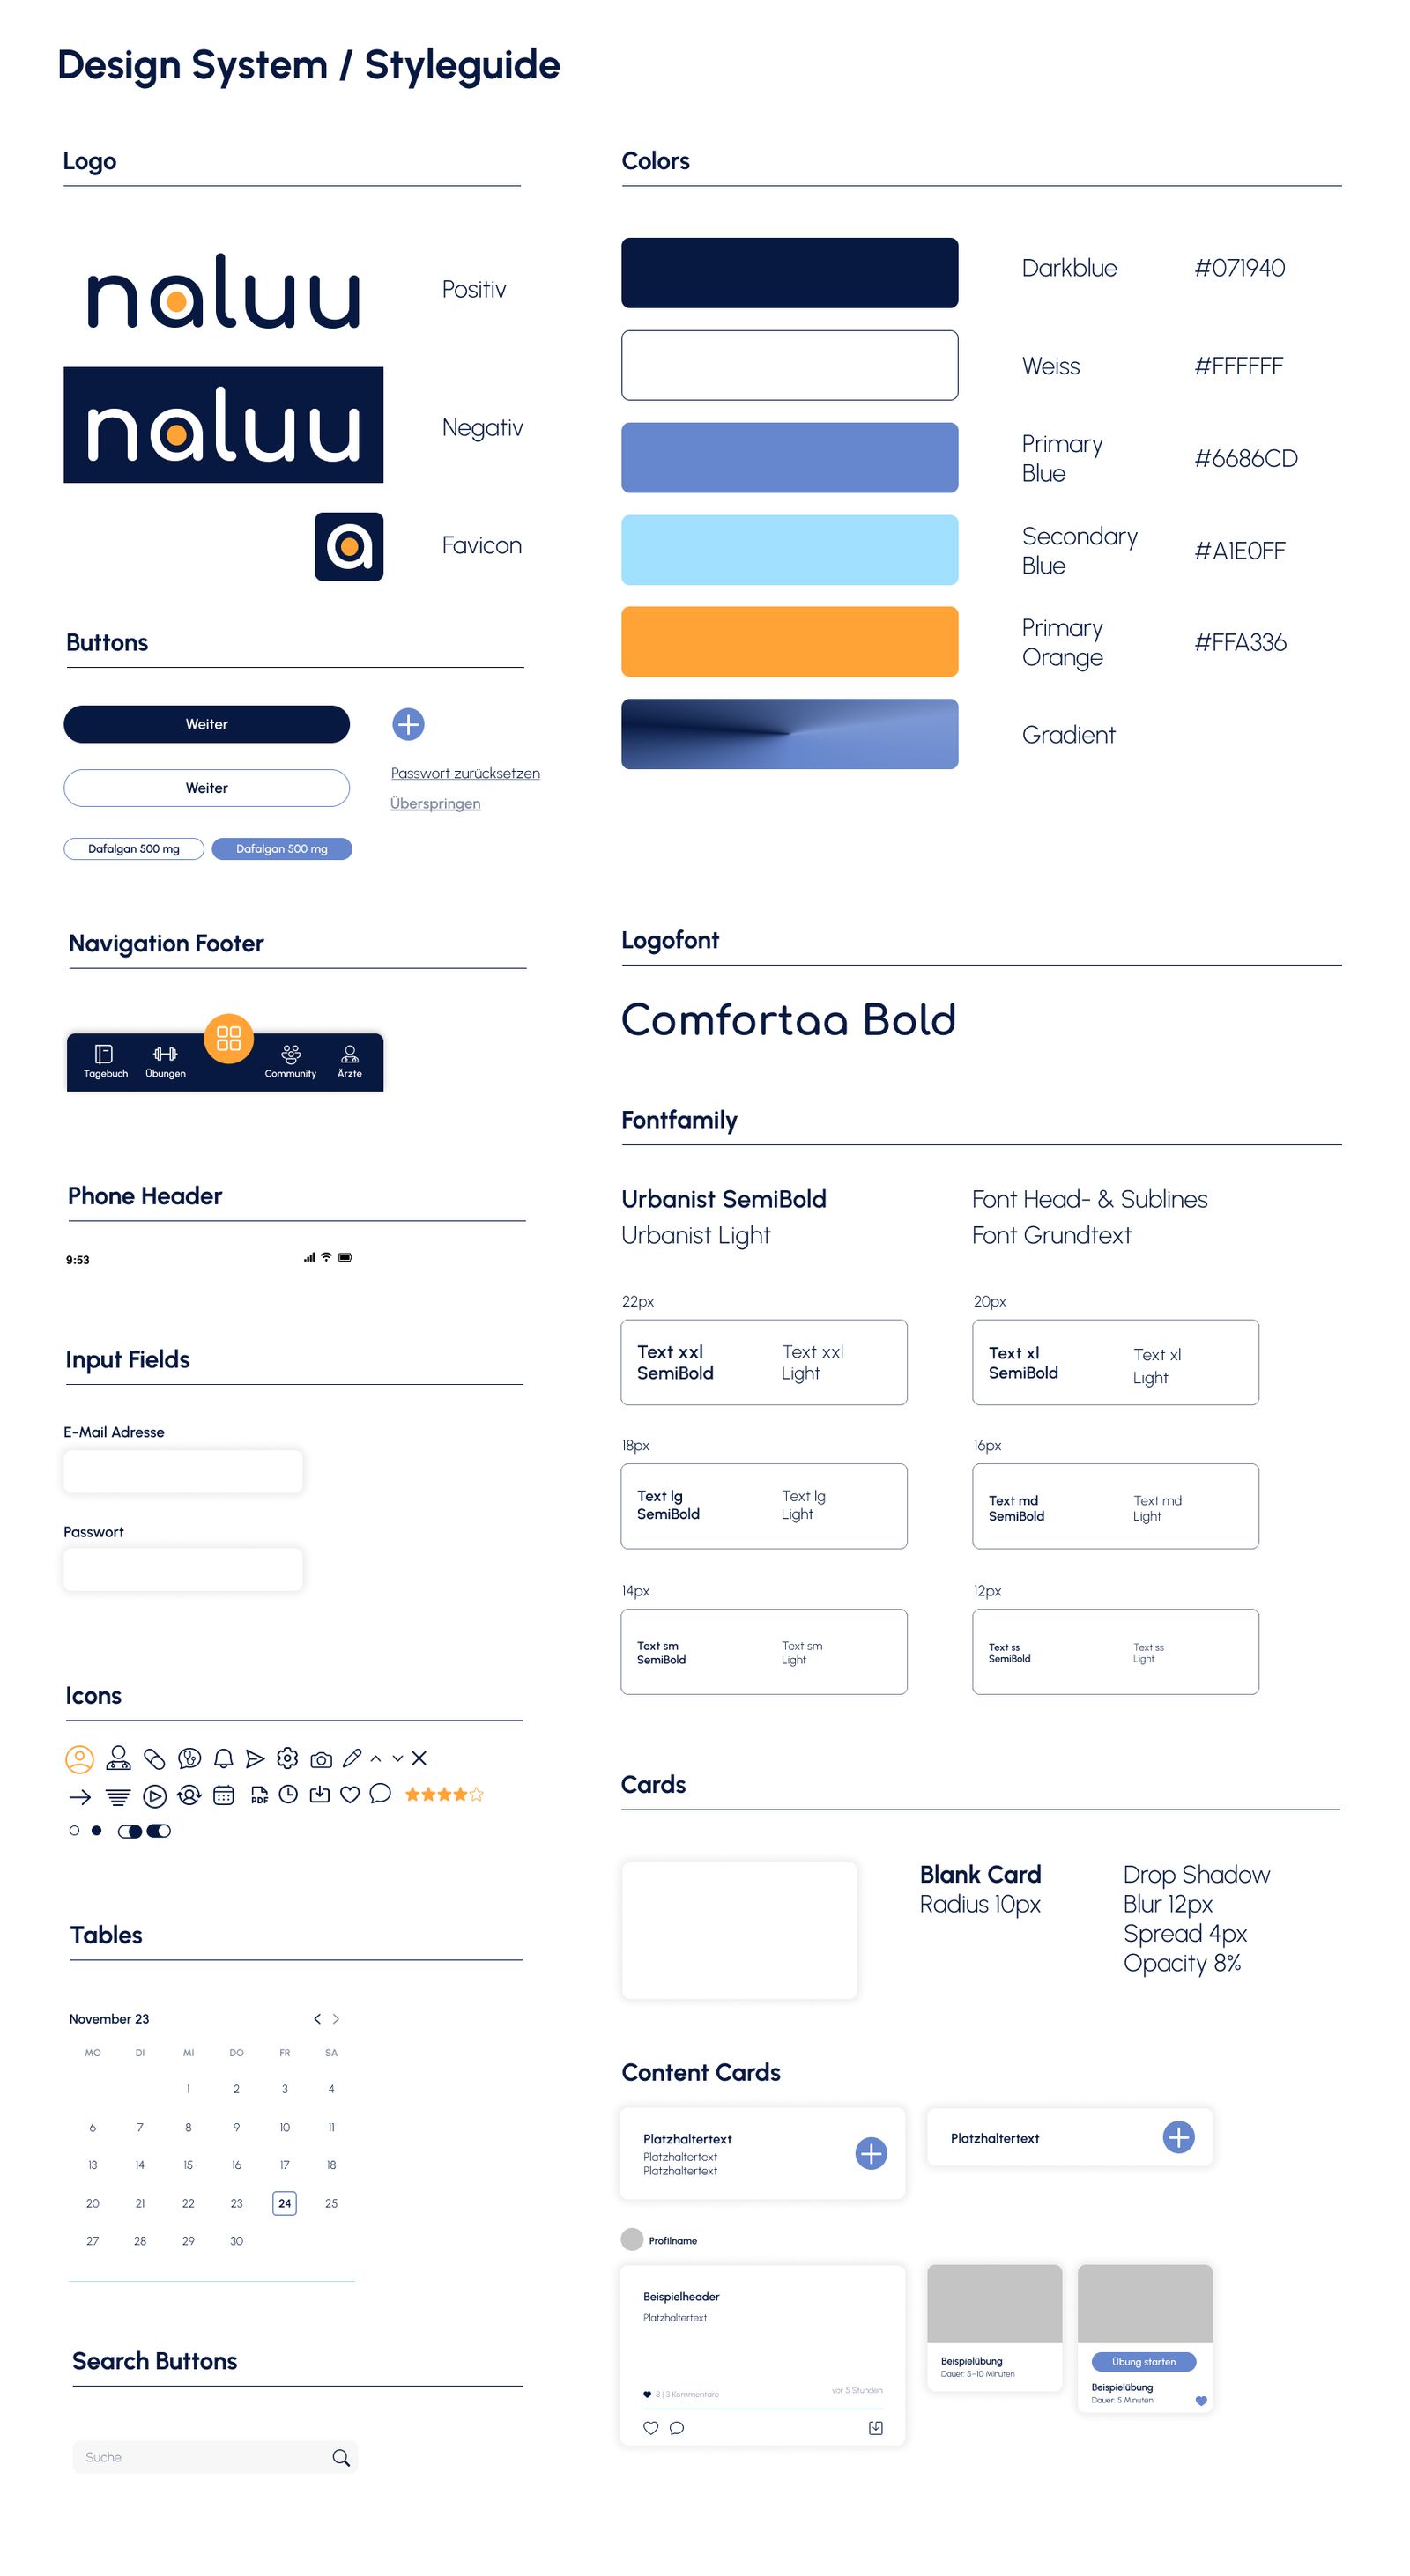 Design System / Styleguide
Logo
naluu
Positiv
naluu
Negativ
a
Favicon
Buttons
Weiter
Weiter
Passwort zurücksetzen
Überspringen
Dafalgan 500 mg
Dafalgan 500 mg
Navigation Footer
Tagebuch
Übungen
Community
Ärzte
Phone Header
9:53
Input Fields
E-Mail Adresse
Passwort
Icons
PDF
Tables
November 23
MO DI MI DO FR SA
1 2 3 4
6 7 8 9 10 11
13 14 15 16 17 18
20 21 22 23 24 25
27 28 29 30
Search Buttons
Suche
Colors
Darkblue #071940
Weiss #FFFFFF
Primary
Blue
#6686CD
Secondary
Blue
#A1E0FF
Primary
Orange
#FFA336
Gradient
Logofont
Comfortaa Bold
Fontfamily
Urbanist SemiBold
Urbanist Light
Font Head- & Sublines
Font Grundtext
22px
Text xxl
SemiBold
Text xxl
Light
20px
Text xl
SemiBold
Text xl
Light
18px
Text lg
SemiBold
Text lg
Light
16px
Text md
SemiBold
Text md
Light
14px
Text sm
SemiBold
Text sm
Light
12px
Text ss
SemiBold
Text ss
Light
Cards
Blank Card
Radius 10px
Drop Shadow
Blur 12px
Spread 4px
Opacity 8%
Content Cards
Platzhaltertext
Platzhaltertext
Platzhaltertext
Platzhaltertext
Profilname
Beispielheader
Platzhaltertext
8 | 3 Kommentare
vor 5 Stunden
Beispielübung
Dauer: 5-10 Minuten
Übung starten
Beispielübung
Dauer: 5 Minuten